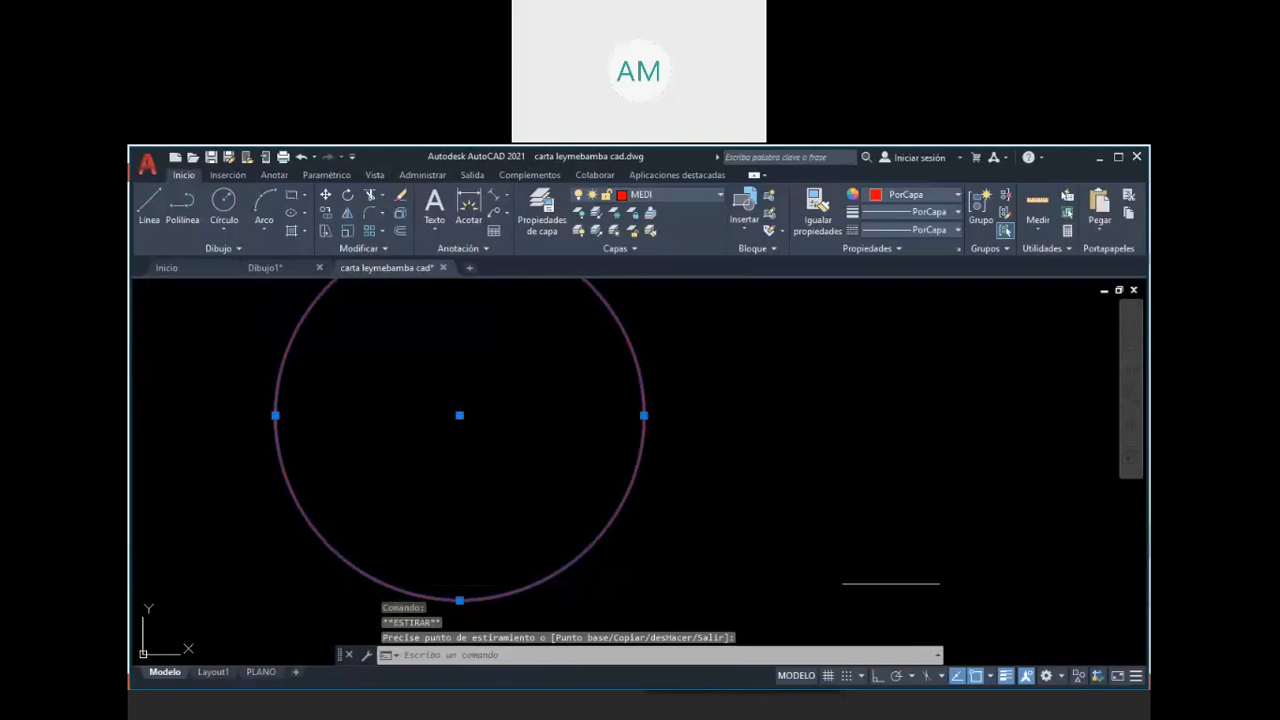 AM
Autodesk AutoCAD 2021 carta leymebamba cad.dwg
Escriba palabra clave o frase
Iniciar sesión
Inicio Inserción Anotar Paramétrico Vista Administrar Salida Complementos Colaborar Aplicaciones destacadas
MEDI
PorCapa
PorCapa
PorCapa
Línea Polilínea Círculo Arco
Texto Acotar
Propiedades de capa
Insertar
Igualar propiedades
Grupo
Medir
Pegar
Dibujo Modificar Anotación Capas Bloque Propiedades Grupos Utilidades Portapapeles
Inicio Dibujo1* carta leymebamba cad*
Comando:
**ESTIRAR**
Precise punto de estiramiento o [Punto base/Copiar/desHacer/Salir]:
Escriba un comando
Y
X
Modelo Layout1 PLANO
MODELO